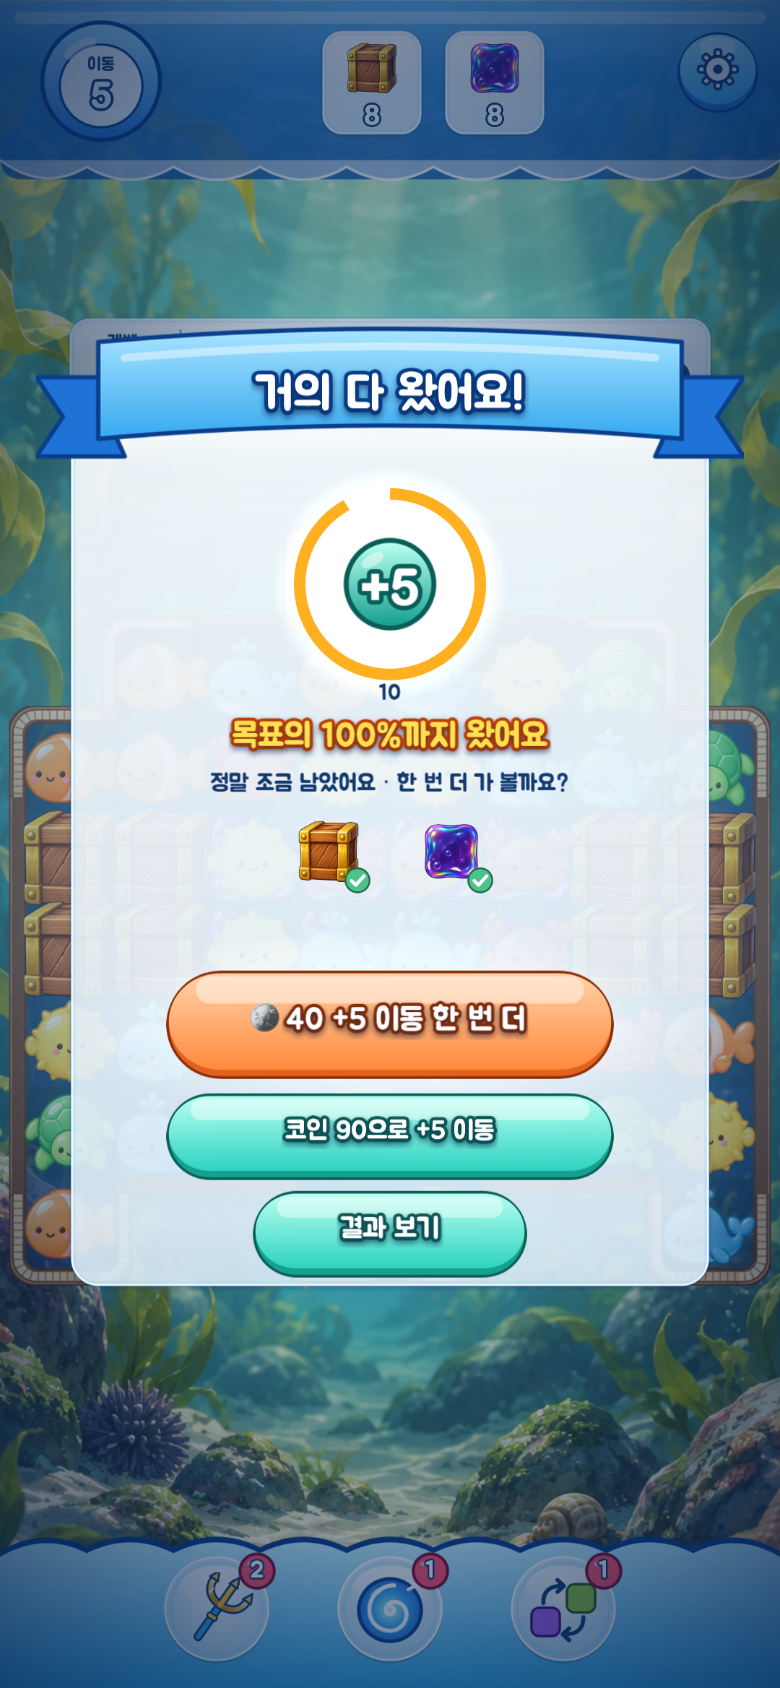 이동
5
8
8
거의 다 왔어요!
+5
10
목표의 100%까지 왔어요
정말 조금 남았어요 · 한 번 더 가 볼까요?
40 +5 이동 한 번 더
코인 90으로 +5 이동
결과 보기
2
1
1